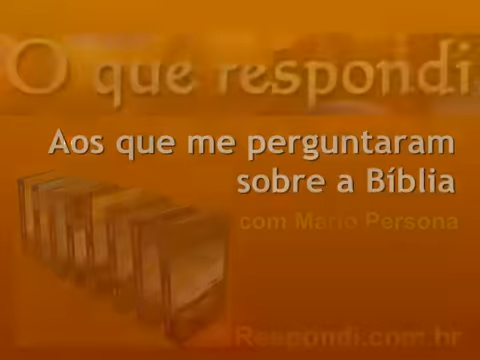 O que respondi
Aos que me perguntaram
sobre a Bíblia
com Mario Persona
Respondi.com.br